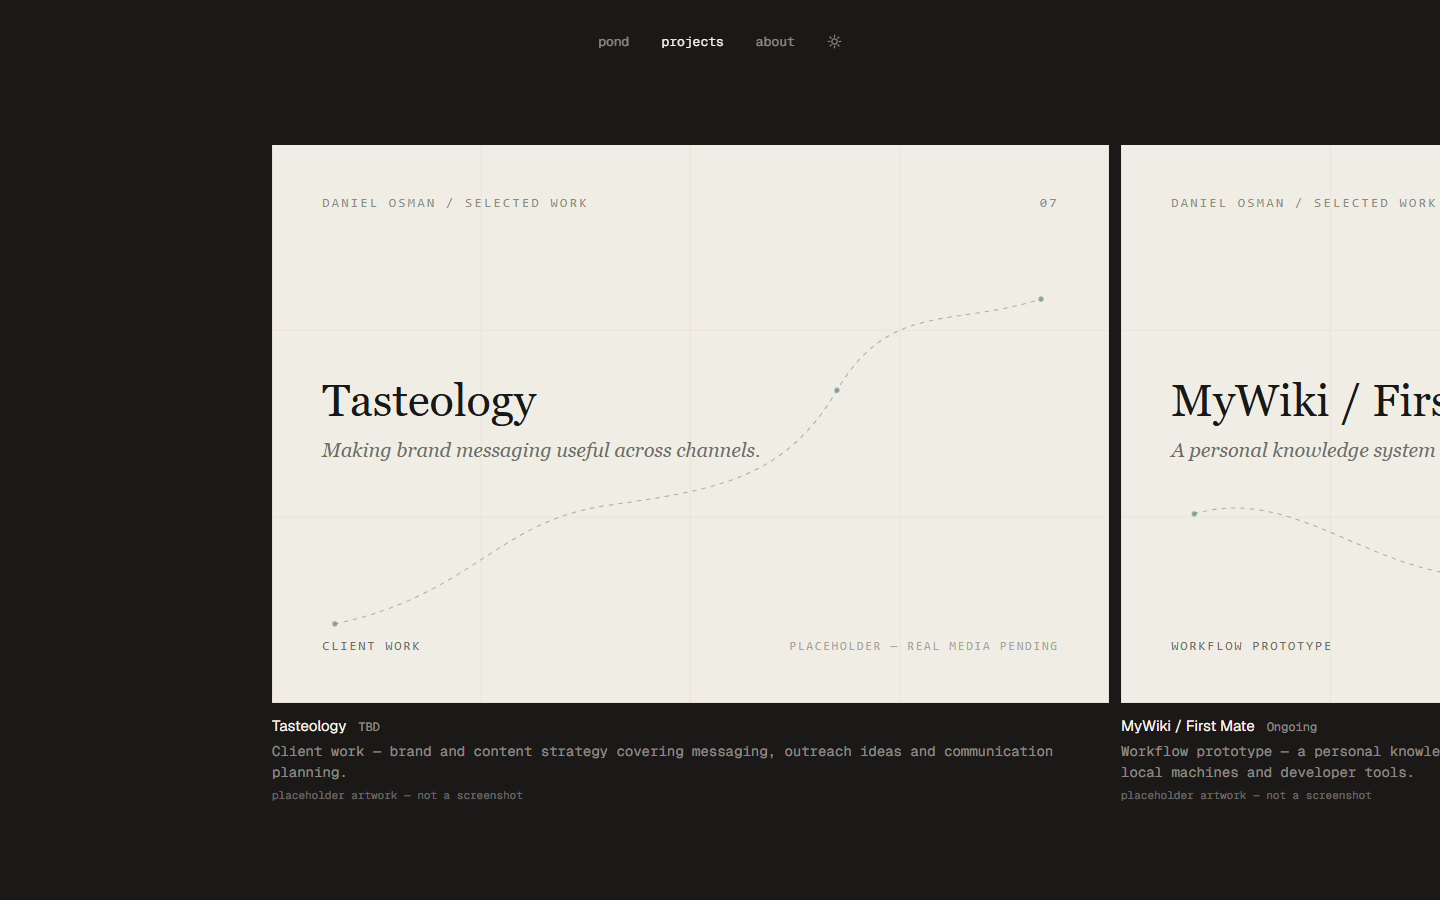 pond projects about
DANIEL OSMAN / SELECTED WORK 07
Tasteology
Making brand messaging useful across channels.
CLIENT WORK PLACEHOLDER — REAL MEDIA PENDING
Tasteology TBD
Client work — brand and content strategy covering messaging, outreach ideas and communication
planning.
placeholder artwork — not a screenshot
DANIEL OSMAN / SELECTED WORK
MyWiki / Firs
A personal knowledge system
WORKFLOW PROTOTYPE
MyWiki / First Mate Ongoing
Workflow prototype — a personal knowle
local machines and developer tools.
placeholder artwork — not a screenshot